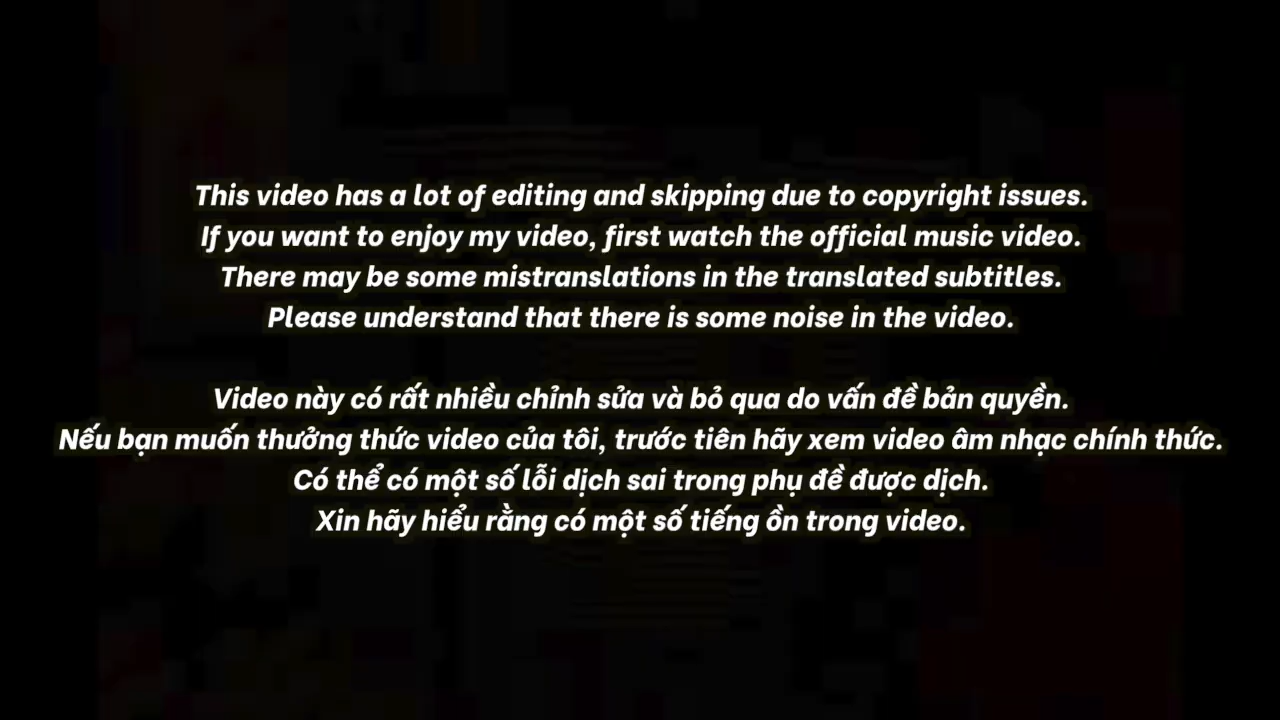 This video has a lot of editing and skipping due to copyright issues.
If you want to enjoy my video, first watch the official music video.
There may be some mistranslations in the translated subtitles.
Please understand that there is some noise in the video.
Video này có rất nhiều chỉnh sửa và bỏ qua do vấn đề bản quyền.
Nếu bạn muốn thưởng thức video của tôi, trước tiên hãy xem video âm nhạc chính thức.
Có thể có một số lỗi dịch sai trong phụ đề được dịch.
Xin hãy hiểu rằng có một số tiếng ồn trong video.